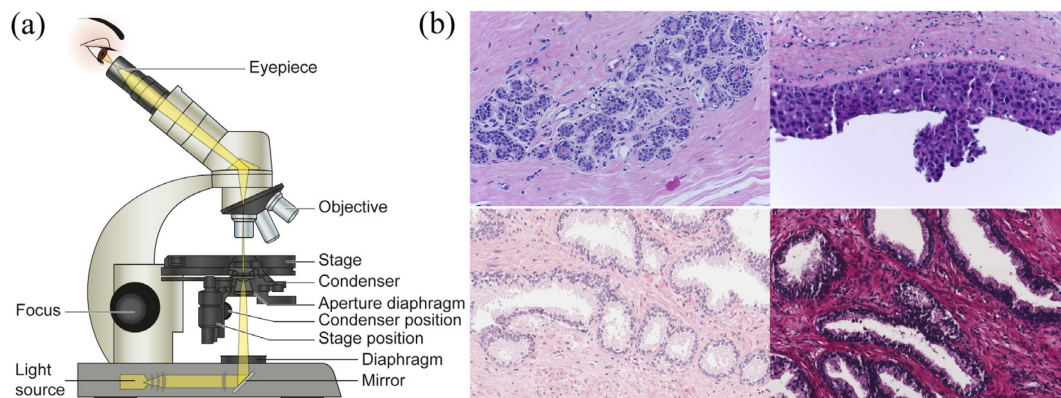 (a)
(b)
Eyepiece
Objective
Stage
Condenser
Aperture diaphragm
Focus
Condenser position
Stage position
Diaphragm
Light
source
Mirror